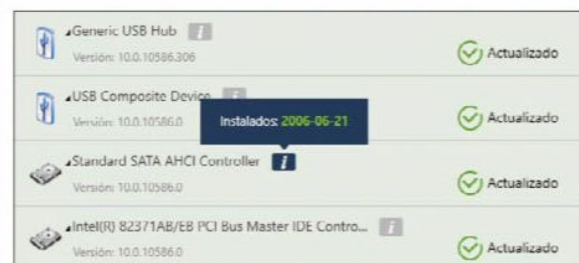 Generic USB Hub i
Versión: 10.0.10586.306
Actualizado
USB Composite Device i
Versión: 10.0.10586.0
Actualizado
Instalados: 2006-06-21
Standard SATA AHCI Controller i
Versión: 10.0.10586.0
Actualizado
Intel(R) 82371AB/EB PCI Bus Master IDE Contro... i
Versión: 10.0.10586.0
Actualizado